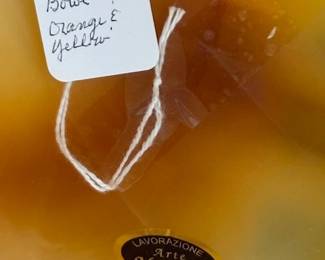 Bowl
Orange &
Yellow
LAVORAZIONE
Arte